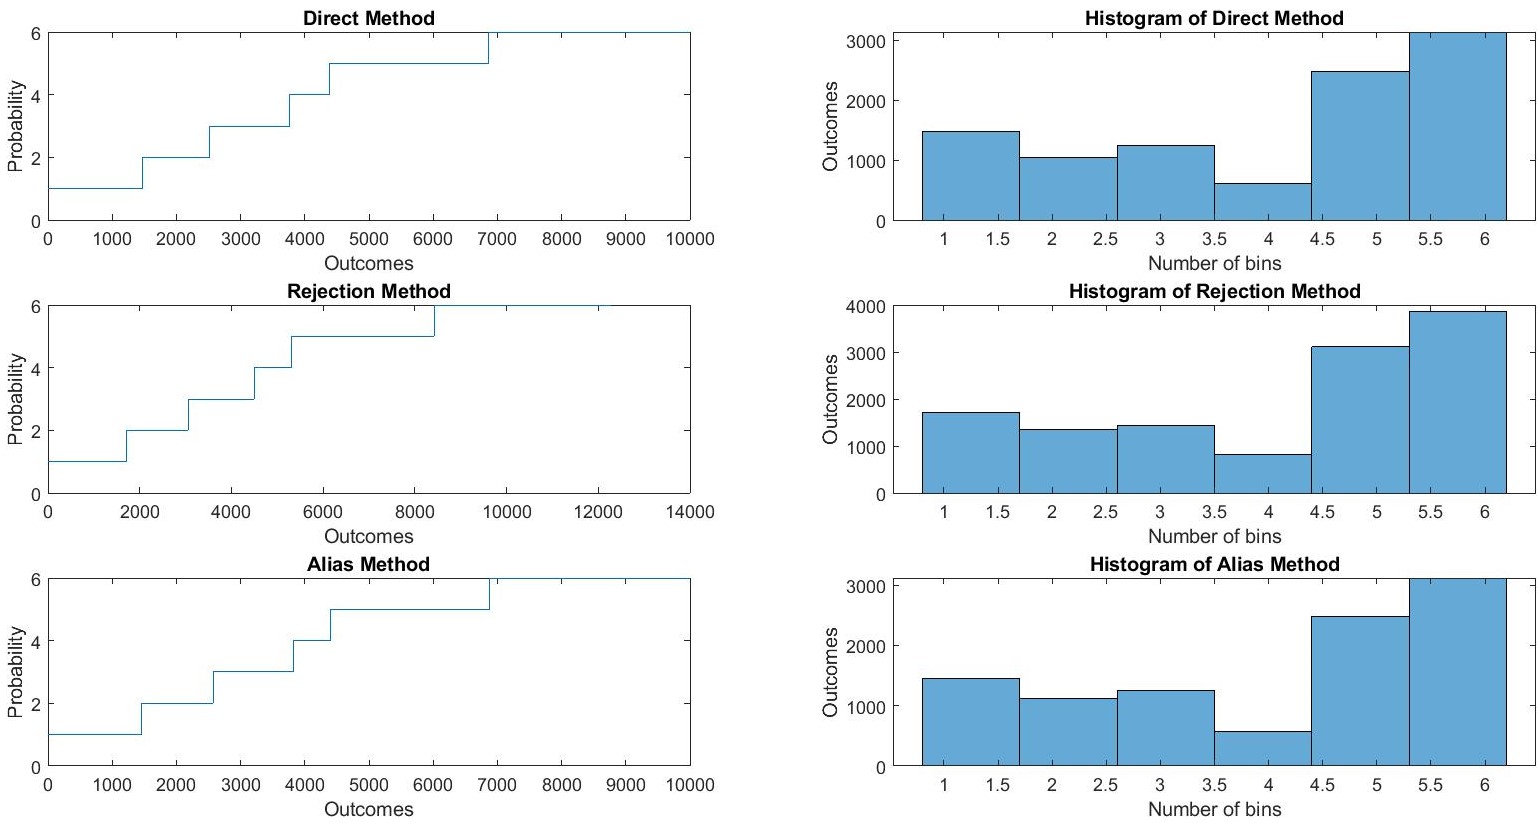 Direct Method
Probability
6
4
2
0
0 1000 2000 3000 4000 5000 6000 7000 8000 9000 10000
Outcomes
Histogram of Direct Method
Outcomes
3000
2000
1000
0
1 1.5 2 2.5 3 3.5 4 4.5 5 5.5 6
Number of bins
Rejection Method
Probability
6
4
2
0
0 2000 4000 6000 8000 10000 12000 14000
Outcomes
Histogram of Rejection Method
Outcomes
4000
3000
2000
1000
0
1 1.5 2 2.5 3 3.5 4 4.5 5 5.5 6
Number of bins
Alias Method
Probability
6
4
2
0
0 1000 2000 3000 4000 5000 6000 7000 8000 9000 10000
Outcomes
Histogram of Alias Method
Outcomes
3000
2000
1000
0
1 1.5 2 2.5 3 3.5 4 4.5 5 5.5 6
Number of bins